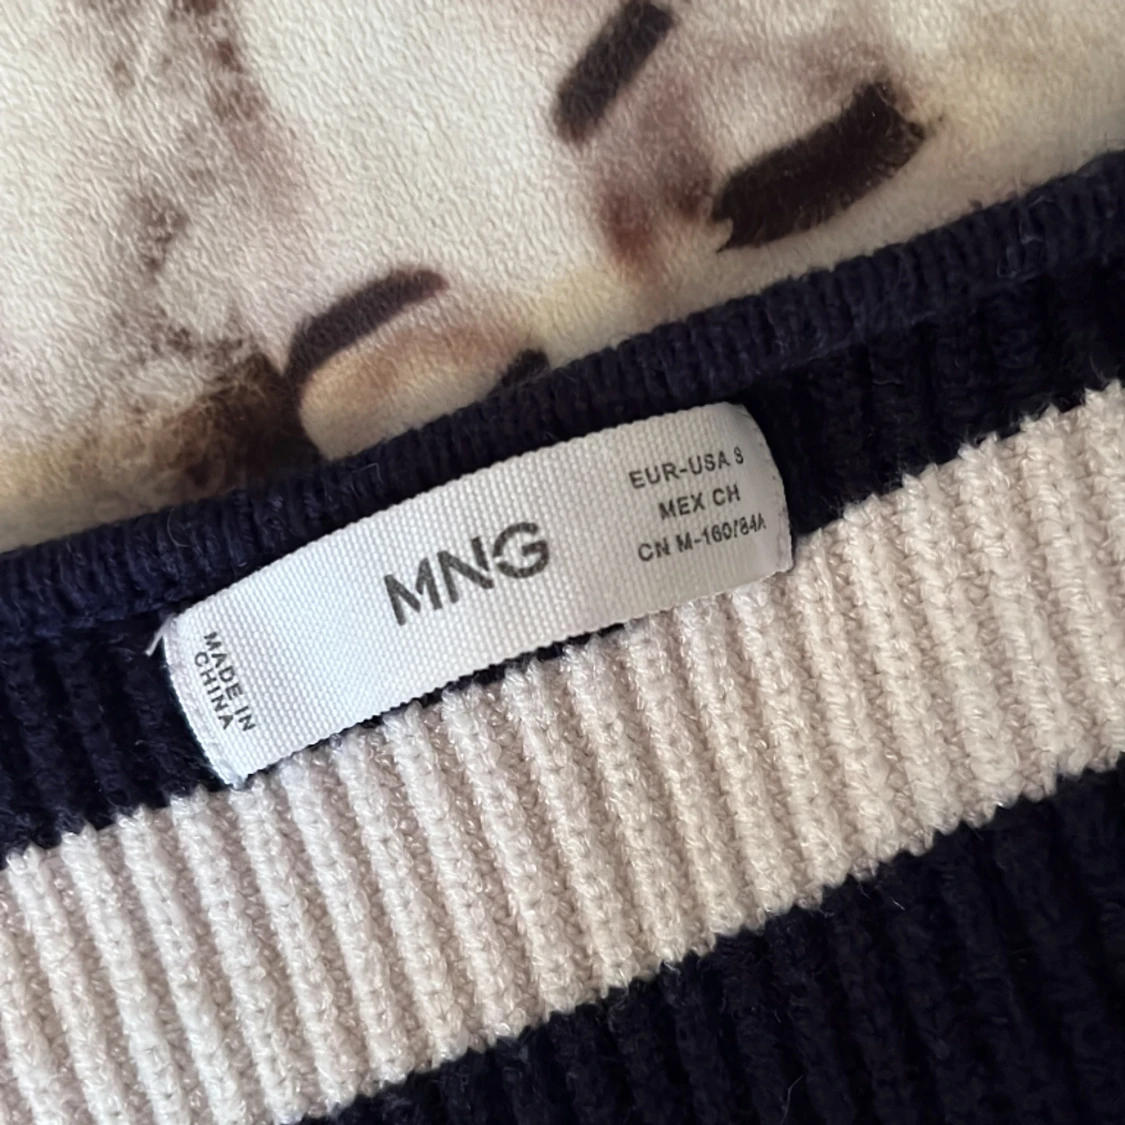 MNG
EUR-USA S
MEX CH
CN M-160/84A
MADE IN
CHINA